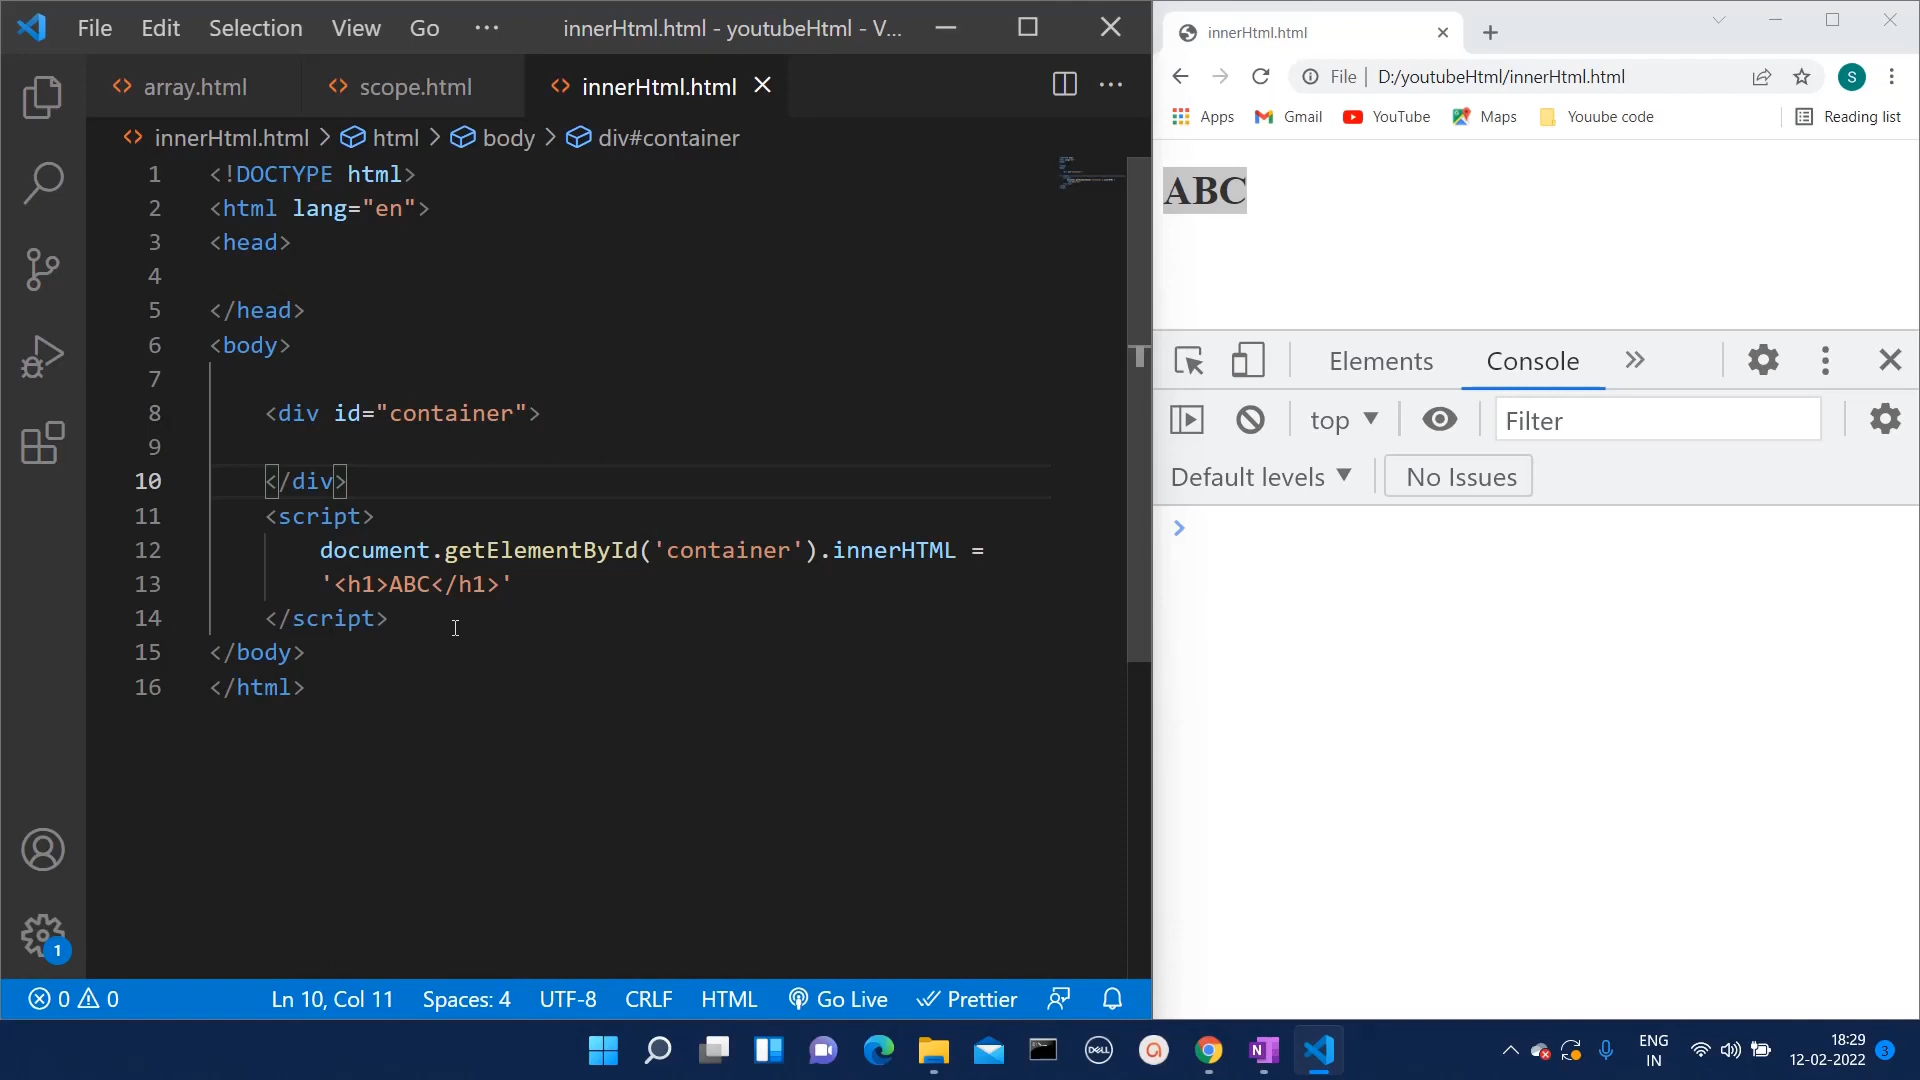 File Edit Selection View Go ··· innerHtml.html - youtubeHtml - V...
array.html scope.html innerHtml.html
innerHtml.html > html > body > div#container
1 <!DOCTYPE html>
2 <html lang="en">
3 <head>
4
5 </head>
6 <body>
7
8 <div id="container">
9
10 </div>
11 <script>
12 document.getElementById('container').innerHTML =
13 '<h1>ABC</h1>'
14 </script>
15 </body>
16 </html>
1
0 0 Ln 10, Col 11 Spaces: 4 UTF-8 CRLF HTML Go Live Prettier
innerHtml.html
File | D:/youtubeHtml/innerHtml.html S
Apps Gmail YouTube Maps Youube code Reading list
ABC
Elements Console
top Filter
Default levels No Issues
DELL N
ENG
IN
18:29
12-02-2022
3